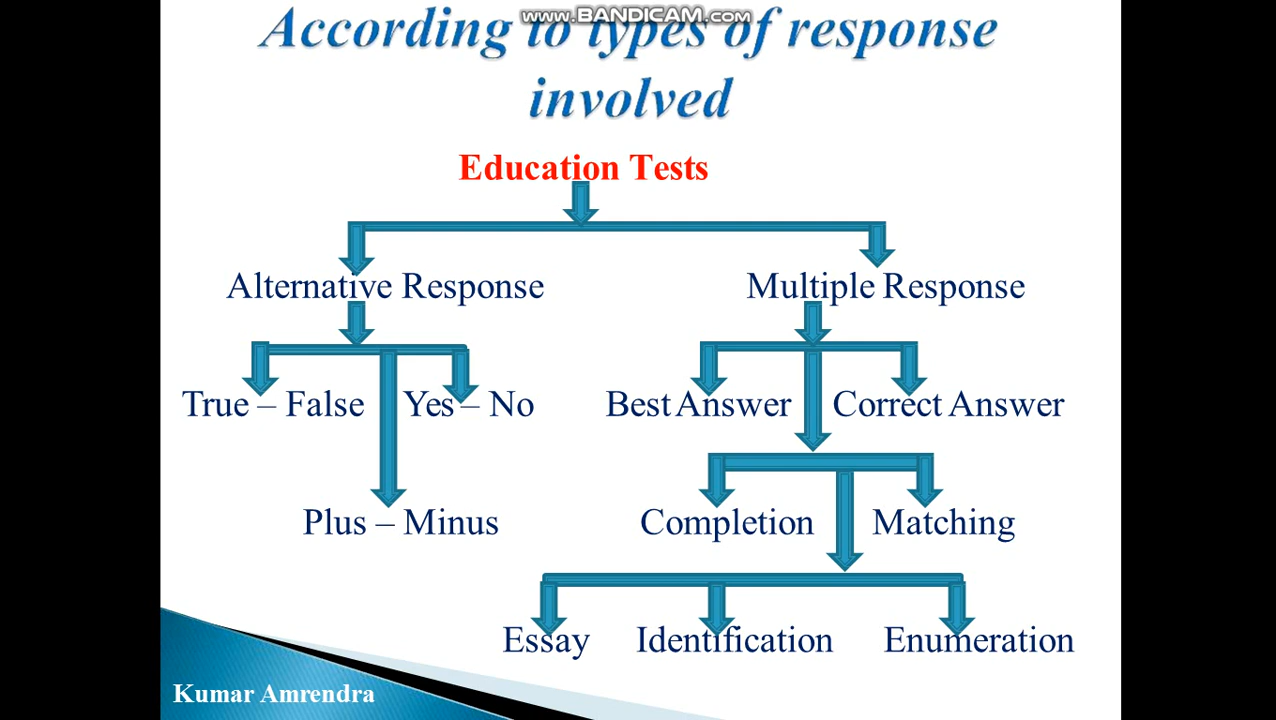 www.BANDICAM.com
According to types of response
involved
Education Tests
Alternative Response Multiple Response
True – False Yes – No Best Answer Correct Answer
Plus – Minus Completion Matching
Essay Identification Enumeration
Kumar Amrendra